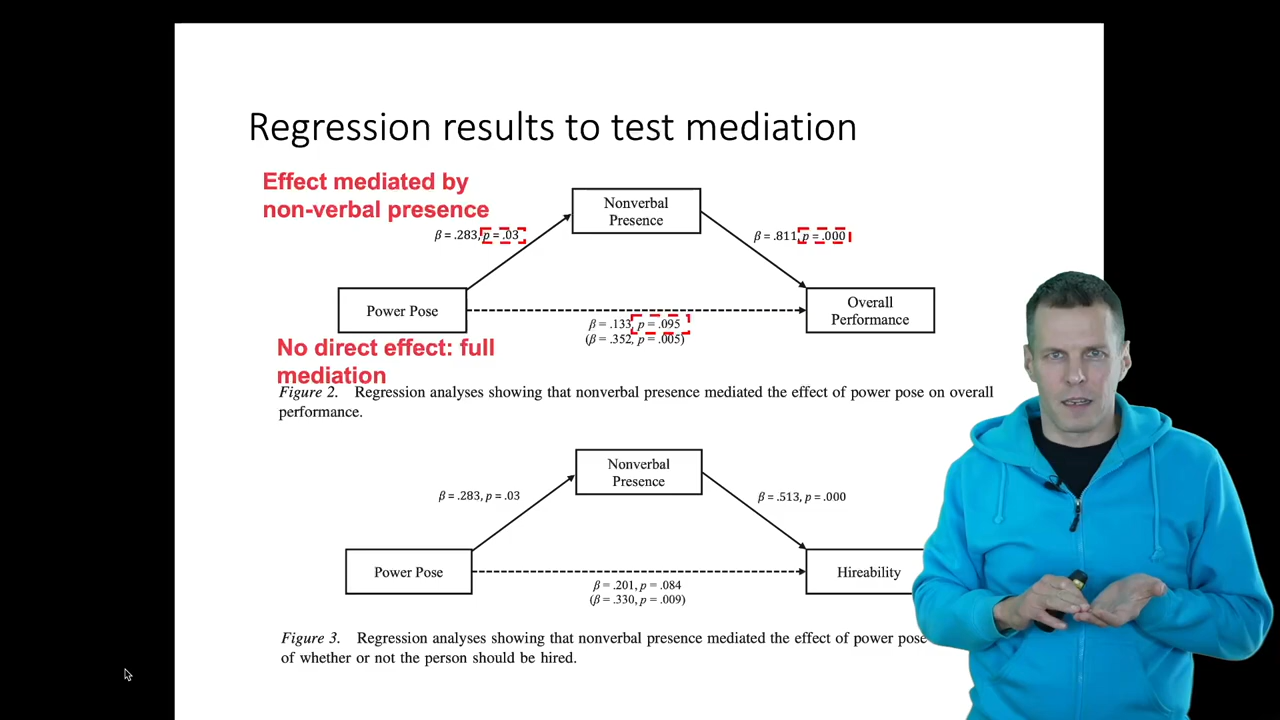 Regression results to test mediation
Effect mediated by
non-verbal presence
Nonverbal
Presence
β = .283, p = .03
β = .811, p = .000
Power Pose
Overall
Performance
β = .133, p = .095
(β = .352, p = .005)
No direct effect: full
mediation
Figure 2. Regression analyses showing that nonverbal presence mediated the effect of power pose on overall
performance.
Nonverbal
Presence
β = .283, p = .03
β = .513, p = .000
Power Pose
Hireability
β = .201, p = .084
(β = .330, p = .009)
Figure 3. Regression analyses showing that nonverbal presence mediated the effect of power pose
of whether or not the person should be hired.